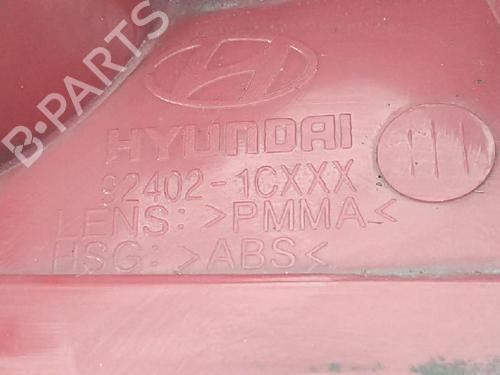 B-PARTS
HYUNDAI
92402-1CXXX
LENS: >PMMA<
HSG: >ABS<